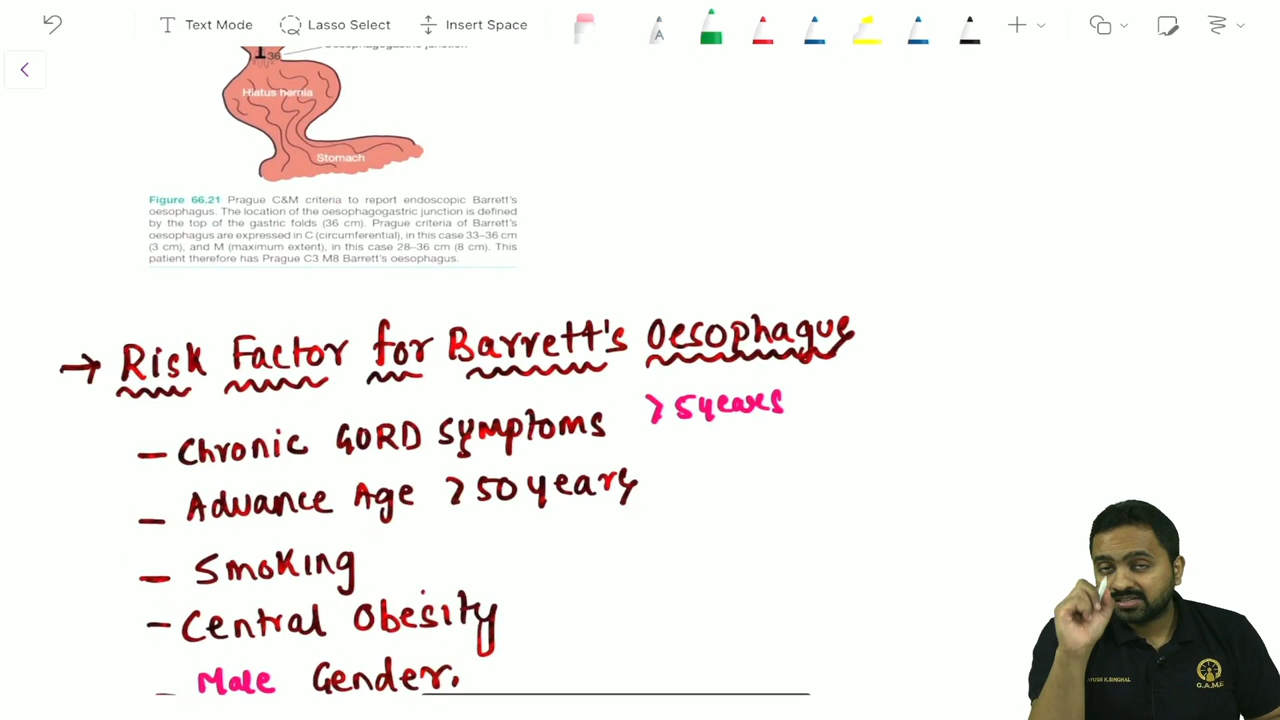 Text Mode Lasso Select Insert Space
A
36
Hiatus hernia
Stomach
Figure 66.21 Prague C&M criteria to report endoscopic Barrett's
oesophagus. The location of the oesophagogastric junction is defined
by the top of the gastric folds (36 cm). Prague criteria of Barrett's
oesophagus are expressed in C (circumferential), in this case 33–36 cm
(3 cm), and M (maximum extent), in this case 28–36 cm (8 cm). This
patient therefore has Prague C3 M8 Barrett's oesophagus.
→ Risk Factor for Barrett's Oesophagus
– Chronic GORD Symptoms >5years
– Advance Age >50 years
– Smoking
– Central Obesity
– Male Gender.
AYUSH K.SINGHAL
G.A.M.E